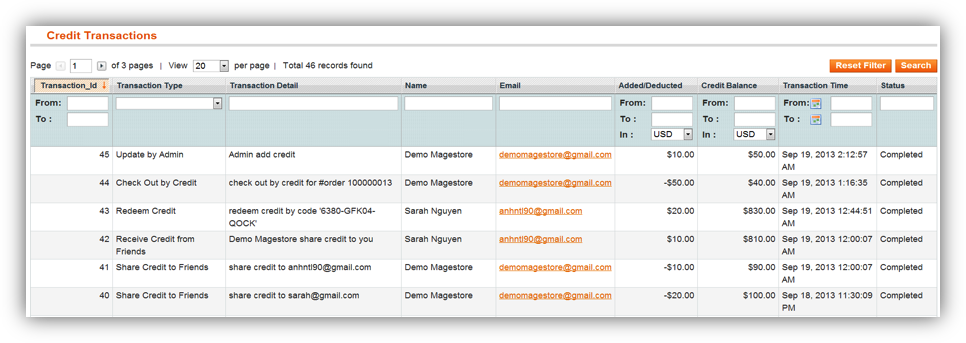 Credit Transactions
Page 1 of 3 pages | View 20 per page | Total 46 records found Reset Filter Search
Transaction_Id Transaction Type Transaction Detail Name Email Added/Deducted Credit Balance Transaction Time Status
From: From: From: From:
To : To : To : To :
In : USD In : USD
45 Update by Admin Admin add credit Demo Magestore demomagestore@gmail.com $10.00 $50.00 Sep 19, 2013 2:12:57 Completed
AM
44 Check Out by Credit check out by credit for #order 100000013 Demo Magestore demomagestore@gmail.com -$50.00 $40.00 Sep 19, 2013 1:16:35 Completed
AM
43 Redeem Credit redeem credit by code '6380-GFK04- Sarah Nguyen anhntl90@gmail.com $20.00 $830.00 Sep 19, 2013 12:44:51 Completed
QOCK' AM
42 Receive Credit from Demo Magestore share credit to you Sarah Nguyen anhntl90@gmail.com $10.00 $810.00 Sep 19, 2013 12:00:07 Completed
Friends AM
41 Share Credit to Friends share credit to anhntl90@gmail.com Demo Magestore demomagestore@gmail.com -$10.00 $90.00 Sep 19, 2013 12:00:07 Completed
AM
40 Share Credit to Friends share credit to sarah@gmail.com Demo Magestore demomagestore@gmail.com -$20.00 $100.00 Sep 18, 2013 11:30:09 Completed
PM